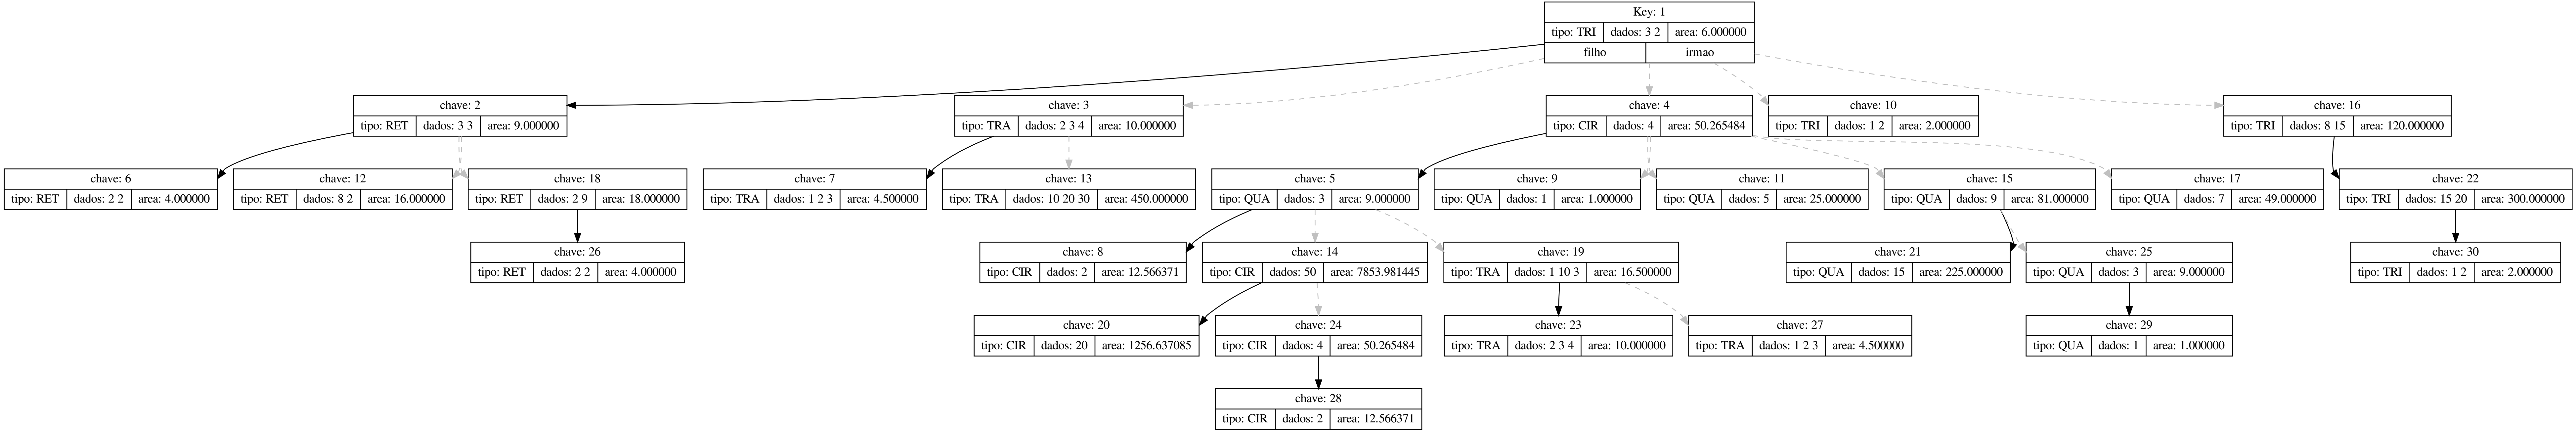 Key: 1
tipo: TRI dados: 3 2 area: 6.000000
filho irmao
chave: 2
tipo: RET dados: 3 3 area: 9.000000
chave: 3
tipo: TRA dados: 2 3 4 area: 10.000000
chave: 4
tipo: CIR dados: 4 area: 50.265484
chave: 10
tipo: TRI dados: 1 2 area: 2.000000
chave: 16
tipo: TRI dados: 8 15 area: 120.000000
chave: 6
tipo: RET dados: 2 2 area: 4.000000
chave: 12
tipo: RET dados: 8 2 area: 16.000000
chave: 18
tipo: RET dados: 2 9 area: 18.000000
chave: 7
tipo: TRA dados: 1 2 3 area: 4.500000
chave: 13
tipo: TRA dados: 10 20 30 area: 450.000000
chave: 5
tipo: QUA dados: 3 area: 9.000000
chave: 9
tipo: QUA dados: 1 area: 1.000000
chave: 11
tipo: QUA dados: 5 area: 25.000000
chave: 15
tipo: QUA dados: 9 area: 81.000000
chave: 17
tipo: QUA dados: 7 area: 49.000000
chave: 22
tipo: TRI dados: 15 20 area: 300.000000
chave: 26
tipo: RET dados: 2 2 area: 4.000000
chave: 8
tipo: CIR dados: 2 area: 12.566371
chave: 14
tipo: CIR dados: 50 area: 7853.981445
chave: 19
tipo: TRA dados: 1 10 3 area: 16.500000
chave: 21
tipo: QUA dados: 15 area: 225.000000
chave: 25
tipo: QUA dados: 3 area: 9.000000
chave: 30
tipo: TRI dados: 1 2 area: 2.000000
chave: 20
tipo: CIR dados: 20 area: 1256.637085
chave: 24
tipo: CIR dados: 4 area: 50.265484
chave: 23
tipo: TRA dados: 2 3 4 area: 10.000000
chave: 27
tipo: TRA dados: 1 2 3 area: 4.500000
chave: 29
tipo: QUA dados: 1 area: 1.000000
chave: 28
tipo: CIR dados: 2 area: 12.566371